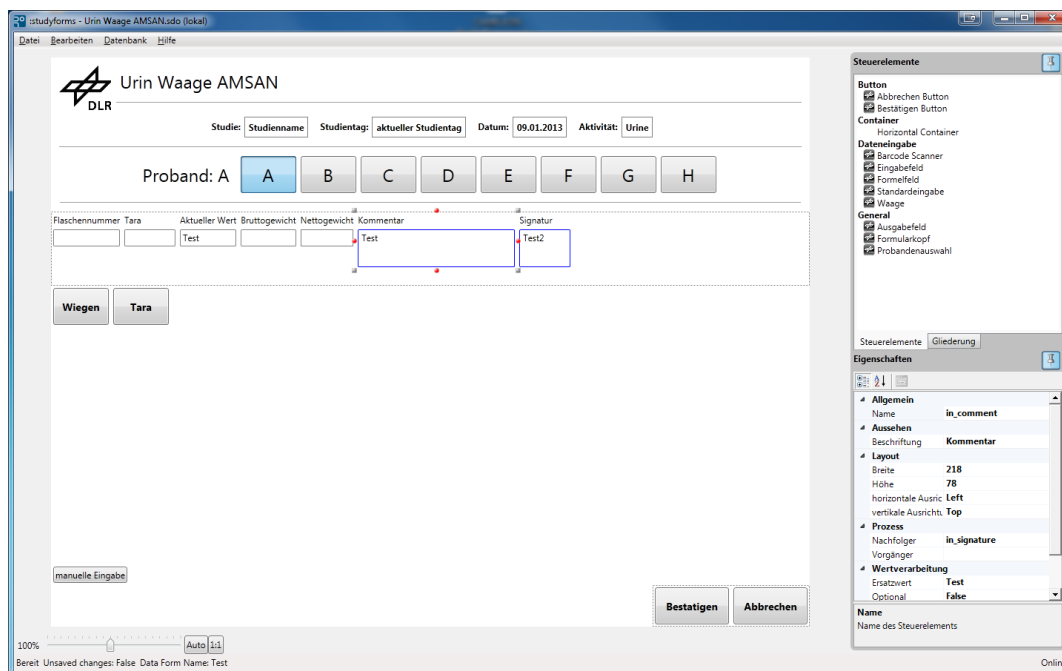 :studyforms - Urin Waage AMSAN.sdo (lokal)
Datei Bearbeiten Datenbank Hilfe
DLR
Urin Waage AMSAN
Studie: Studienname Studientag: aktueller Studientag Datum: 09.01.2013 Aktivität: Urine
Proband: A A B C D E F G H
Flaschennummer Tara Aktueller Wert Bruttogewicht Nettogewicht Kommentar Signatur
Test Test Test2
Wiegen Tara
manuelle Eingabe
Bestatigen Abbrechen
100% Auto 1:1
Bereit Unsaved changes: False Data Form Name: Test
Steuerelemente
Button
Abbrechen Button
Bestätigen Button
Container
Horizontal Container
Dateneingabe
Barcode Scanner
Eingabefeld
Formelfeld
Standardeingabe
Waage
General
Ausgabefeld
Formularkopf
Probandenauswahl
Steuerelemente Gliederung
Eigenschaften
Allgemein
Name in_comment
Aussehen
Beschriftung Kommentar
Layout
Breite 218
Höhe 78
horizontale Ausric Left
vertikale Ausrichtu Top
Prozess
Nachfolger in_signature
Vorgänger
Wertverarbeitung
Ersatzwert Test
Optional False
Name
Name des Steuerelements
Onlin